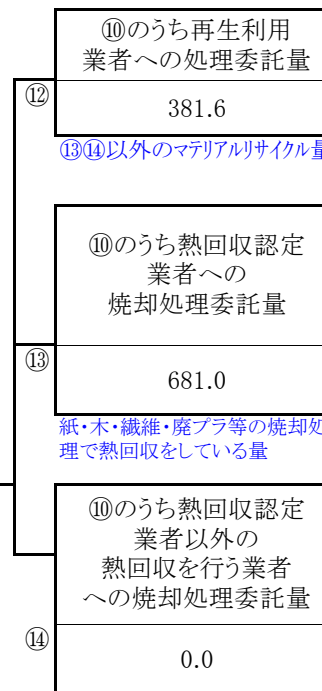 ⑩のうち再生利用
業者への処理委託量
⑫
381.6
⑬⑭以外のマテリアルリサイクル量
⑩のうち熱回収認定
業者への
焼却処理委託量
⑬
681.0
紙・木・繊維・廃プラ等の焼却処
理で熱回収をしている量
⑩のうち熱回収認定
業者以外の
熱回収を行う業者
への焼却処理委託量
⑭
0.0